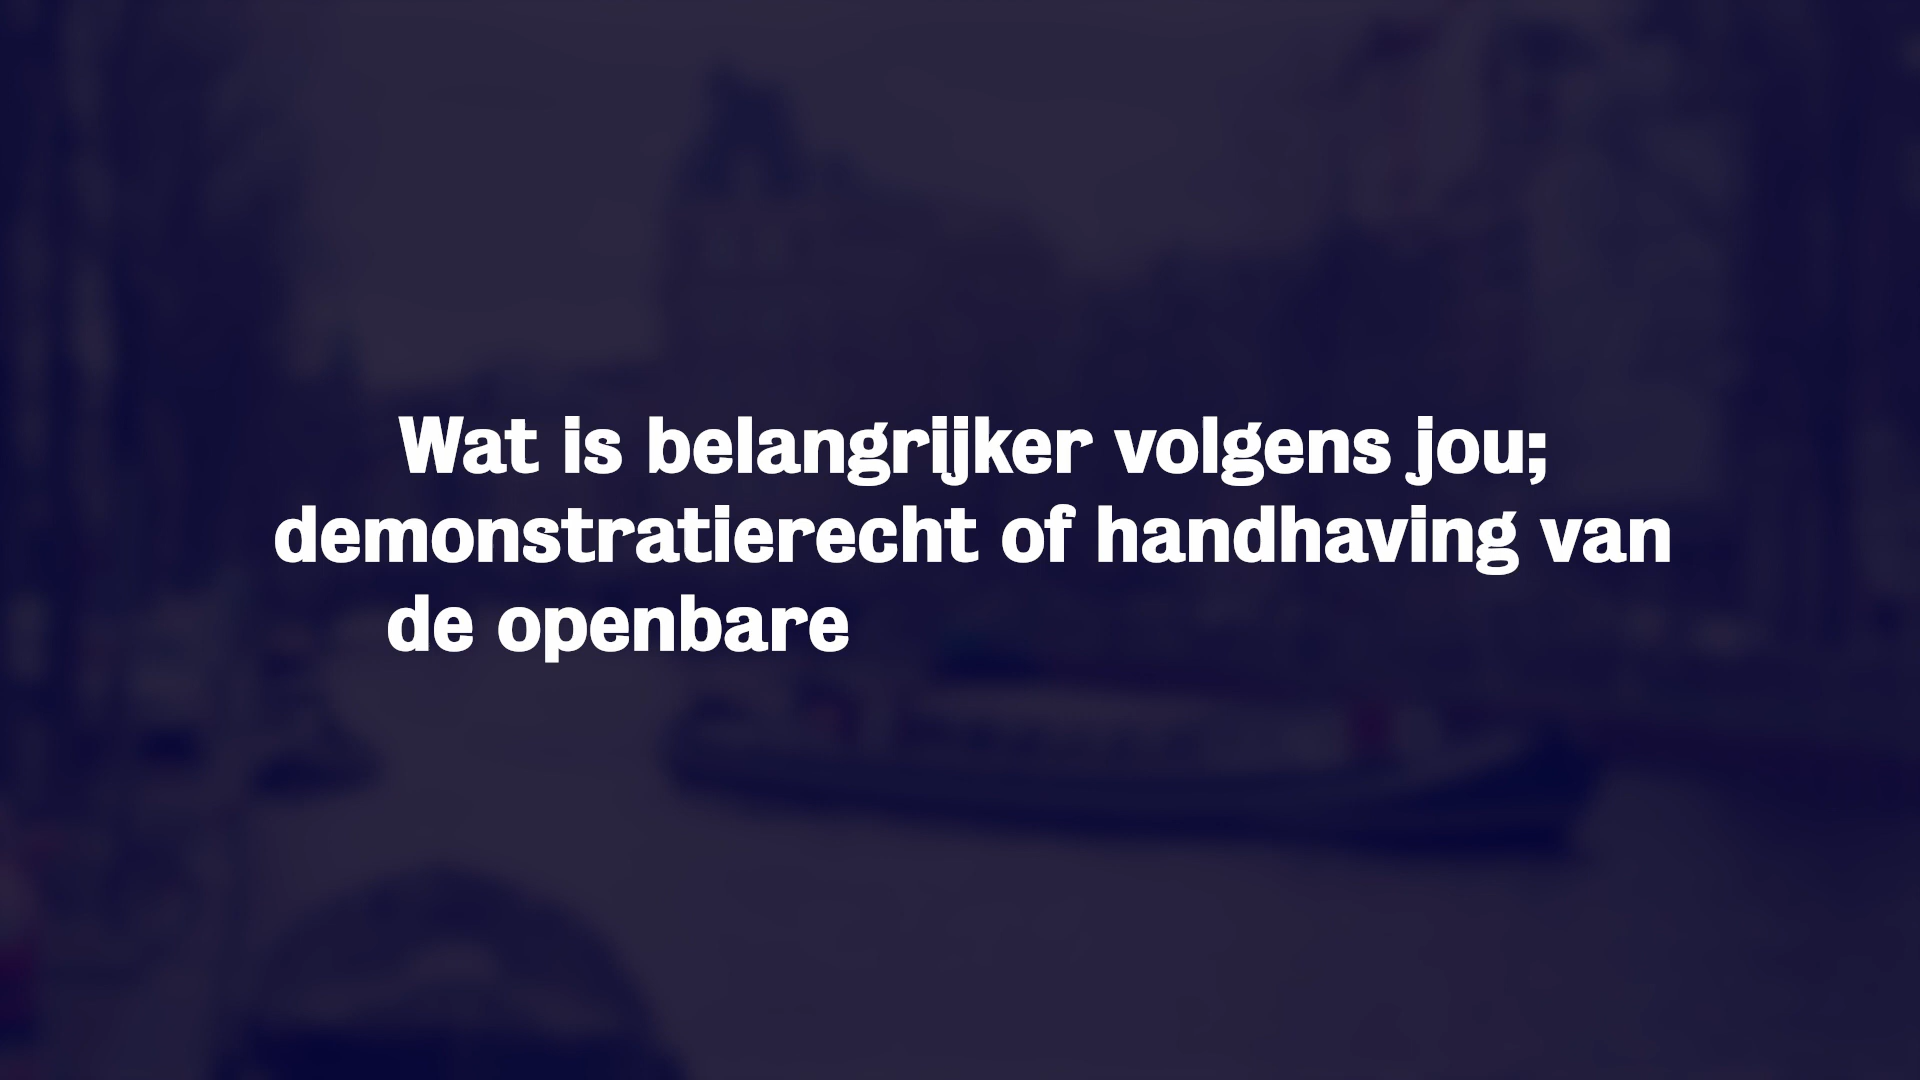 Wat is belangrijker volgens jou;
demonstratierecht of handhaving van
de openbare